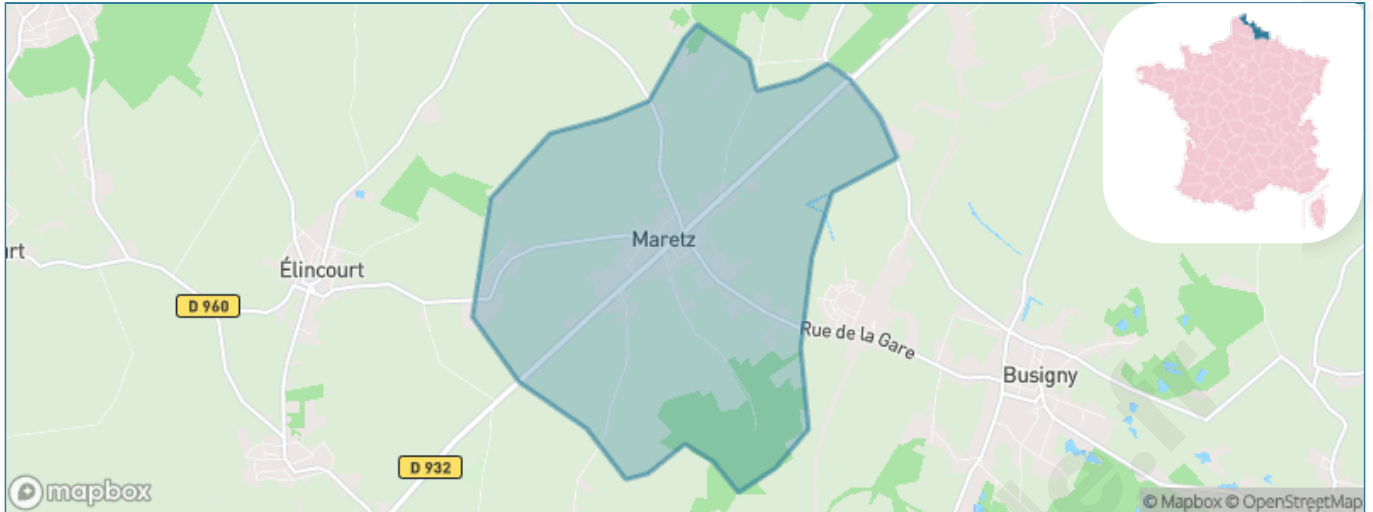 Maretz
Élincourt
D 960
Rue de la Gare
Busigny
D 932
mapbox
© Mapbox © OpenStreetMap